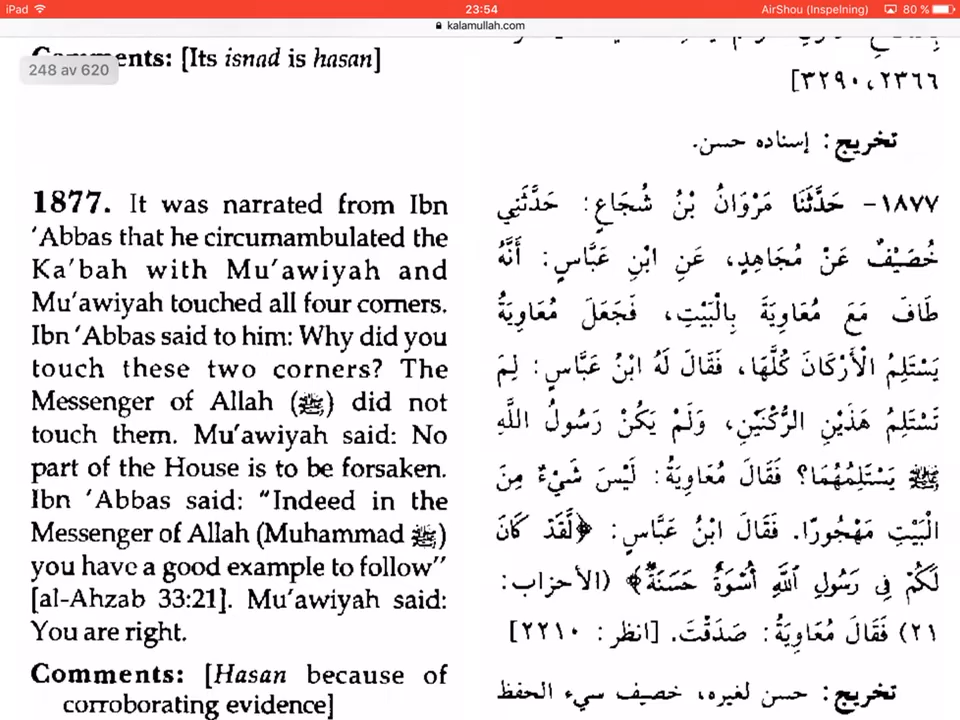 iPad
23:54
AirShou (Inspelning)
80 %
kalamullah.com
248 av 620
Comments: [Its isnad is hasan]
1877. It was narrated from Ibn
‘Abbas that he circumambulated the
Ka‘bah with Mu‘awiyah and
Mu‘awiyah touched all four corners.
Ibn ‘Abbas said to him: Why did you
touch these two corners? The
Messenger of Allah (ﷺ) did not
touch them. Mu‘awiyah said: No
part of the House is to be forsaken.
Ibn ‘Abbas said: “Indeed in the
Messenger of Allah (Muhammad ﷺ)
you have a good example to follow”
[al-Ahzab 33:21]. Mu‘awiyah said:
You are right.
Comments: [Hasan because of
corroborating evidence]
٢٣٦٦، ٣٢٩٠]
تخريج: إسناده حسن.
١٨٧٧- حَدَّثَنَا مَرْوَانُ بْنُ شُجَاعٍ: حَدَّثَنِي
خُصَيْفٌ عَنْ مُجَاهِدٍ، عَنِ ابْنِ عَبَّاسٍ: أَنَّهُ
طَافَ مَعَ مُعَاوِيَةَ بِالْبَيْتِ، فَجَعَلَ مُعَاوِيَةُ
يَسْتَلِمُ الْأَرْكَانَ كُلَّهَا، فَقَالَ لَهُ ابْنُ عَبَّاسٍ: لِمَ
تَسْتَلِمُ هَذَيْنِ الرُّكْنَيْنِ، وَلَمْ يَكُنْ رَسُولُ اللَّهِ
ﷺ يَسْتَلِمُهُمَا؟ فَقَالَ مُعَاوِيَةُ: لَيْسَ شَيْءٌ مِنَ
الْبَيْتِ مَهْجُورًا. فَقَالَ ابْنُ عَبَّاسٍ: ﴿لَّقَدْ كَانَ
لَكُمْ فِى رَسُولِ ٱللَّهِ أُسْوَةٌ حَسَنَةٌ﴾ (الأحزاب:
٢١) فَقَالَ مُعَاوِيَةُ: صَدَقْتَ. [انظر: ٢٢١٠]
تخريج: حسن لغيره، خصيف سيء الحفظ